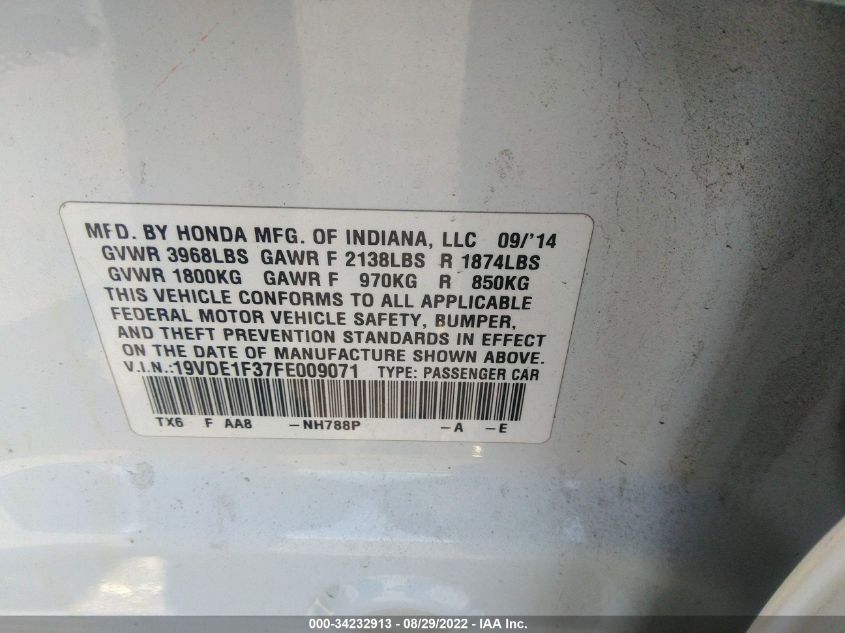 MFD. BY HONDA MFG. OF INDIANA, LLC 09/'14
GVWR 3968LBS GAWR F 2138LBS R 1874LBS
GVWR 1800KG GAWR F 970KG R 850KG
THIS VEHICLE CONFORMS TO ALL APPLICABLE
FEDERAL MOTOR VEHICLE SAFETY, BUMPER,
AND THEFT PREVENTION STANDARDS IN EFFECT
ON THE DATE OF MANUFACTURE SHOWN ABOVE.
V.I.N.:19VDE1F37FE009071 TYPE: PASSENGER CAR
TX6 F AA8 -NH788P -A -E
000-34232913 - 08/29/2022 - IAA Inc.